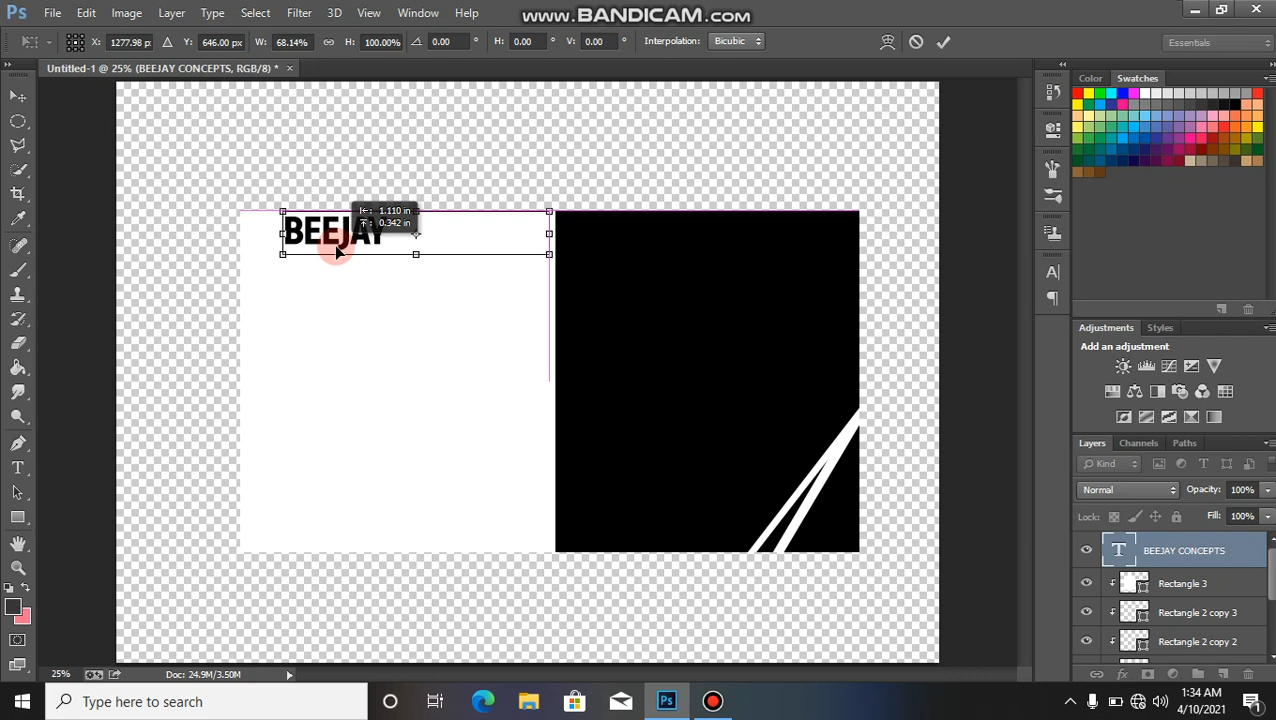 Ps File Edit Image Layer Type Select Filter 3D View Window Help
www.BANDICAM.com
X: 1277.98 px Y: 646.00 px W: 68.14% H: 100.00% 0.00 ° H: 0.00 ° V: 0.00 ° Interpolation: Bicubic Essentials
Untitled-1 @ 25% (BEEJAY CONCEPTS, RGB/8) * ×
Color Swatches
BEEJAY
1.110 in
0.342 in
Adjustments Styles
Add an adjustment
Layers Channels Paths
Kind
Normal Opacity: 100%
Lock: Fill: 100%
T BEEJAY CONCEPTS
Rectangle 3
Rectangle 2 copy 3
Rectangle 2 copy 2
25% Doc: 24.9M/3.50M
Type here to search
Ps
1:34 AM
4/10/2021
1